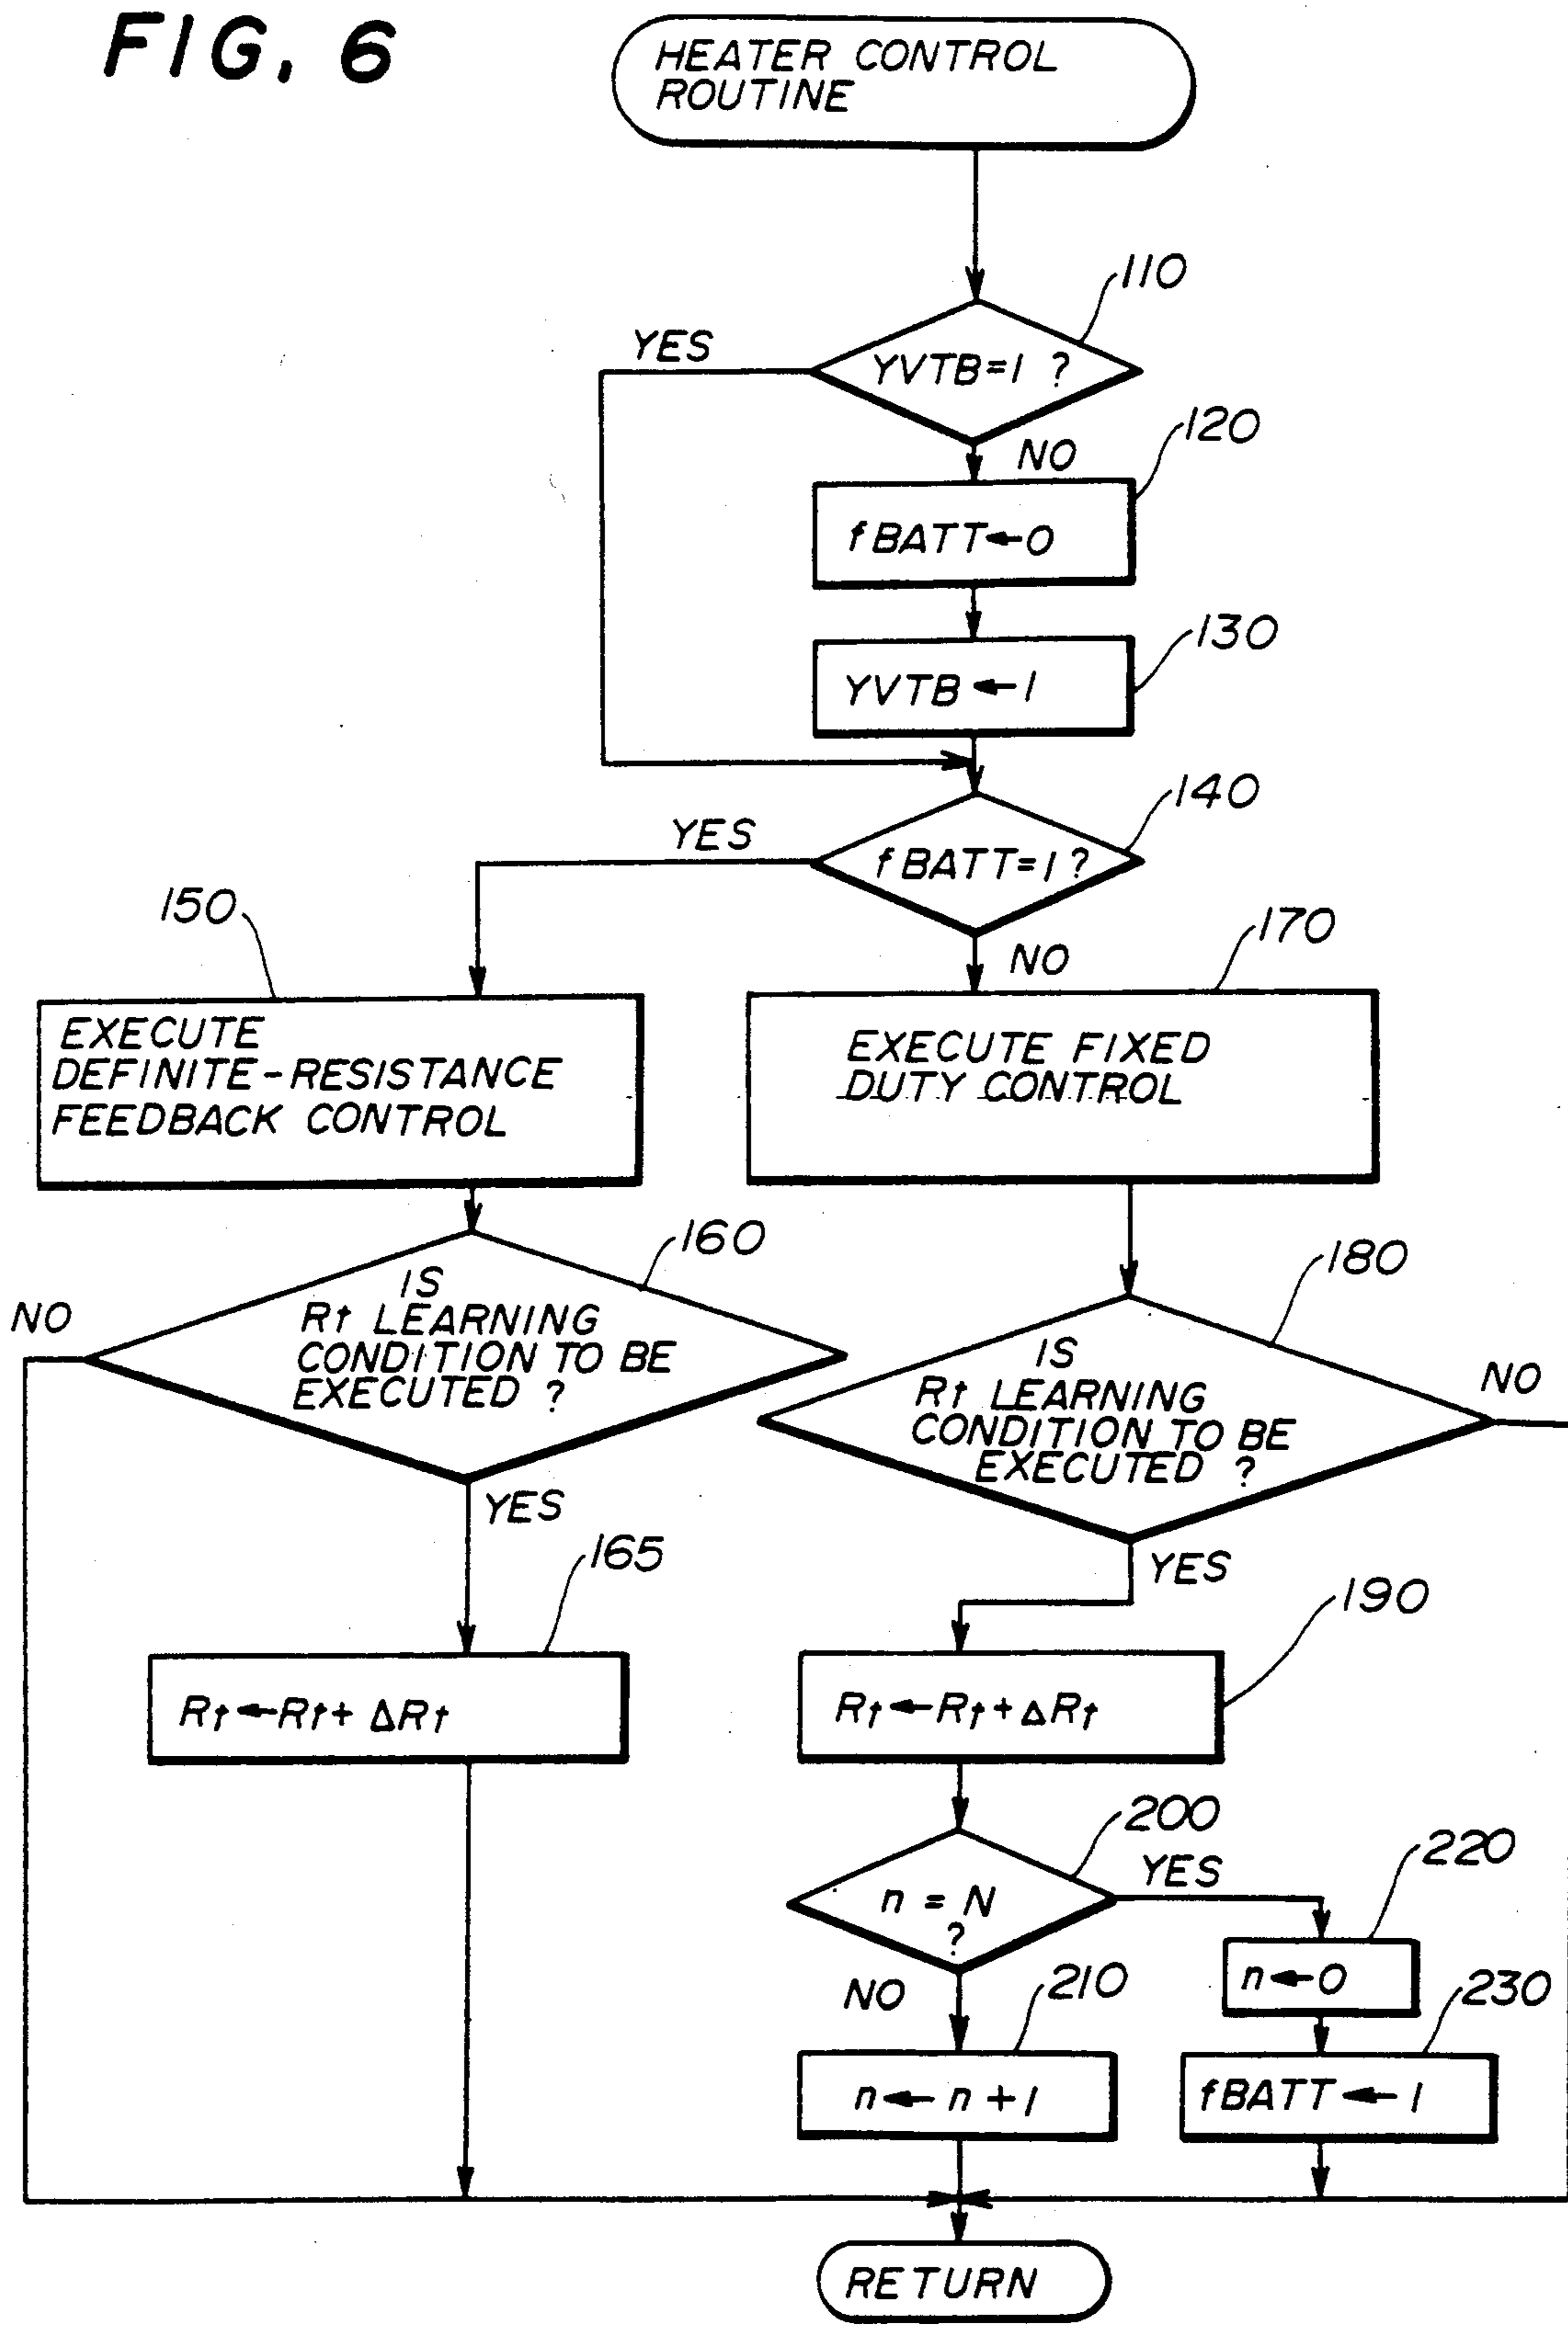 FIG. 6
HEATER CONTROL
ROUTINE
110
YES
YVTB=1 ?
120
NO
fBATT←0
130
YVTB←1
140
YES
fBATT=1?
150
170
NO
EXECUTE
DEFINITE-RESISTANCE
FEEDBACK CONTROL
EXECUTE FIXED
DUTY CONTROL
160
180
NO
IS
Rt LEARNING
CONDITION TO BE
EXECUTED ?
IS
Rt LEARNING
CONDITION TO BE
EXECUTED ?
NO
YES
165
YES
190
Rt←Rt+ΔRt
Rt←Rt+ΔRt
200
YES
220
n = N
?
n←0
NO
210
230
n←n+1
fBATT←1
RETURN